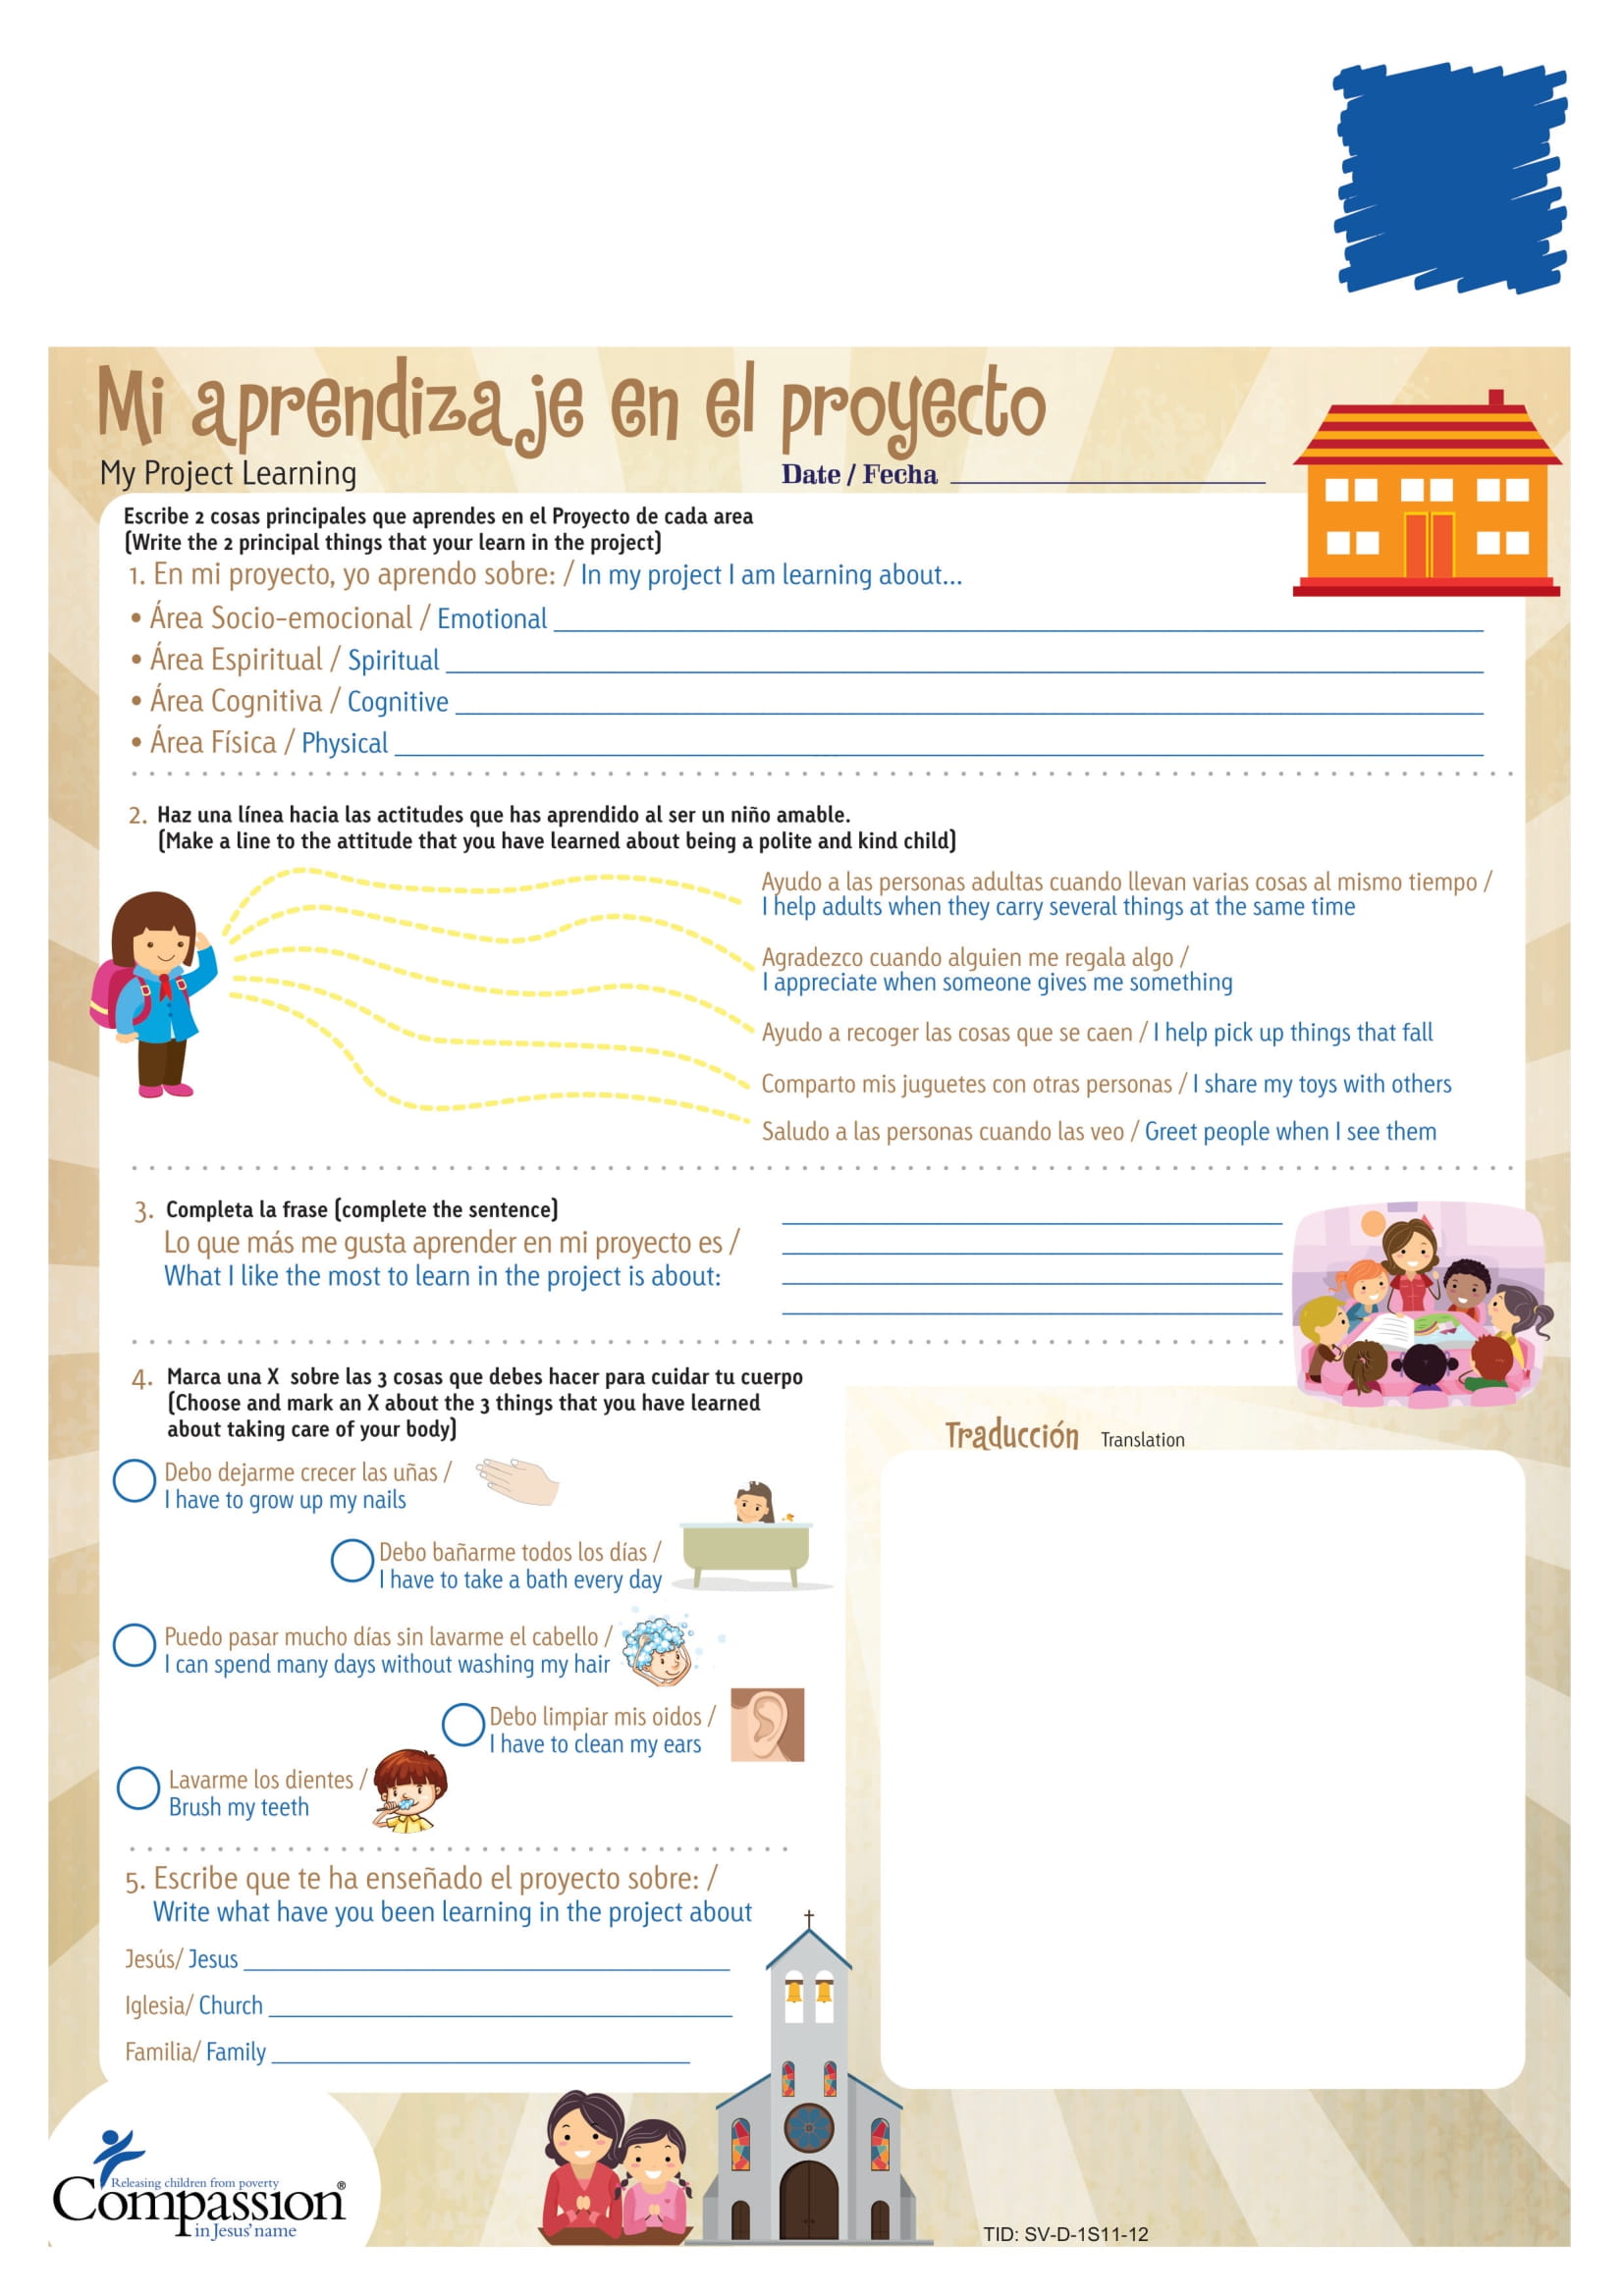 Mi aprendizaje en el proyecto
My Project Learning
Date / Fecha
Escribe 2 cosas principales que aprendes en el Proyecto de cada area
(Write the 2 principal things that your learn in the project)
1. En mi proyecto, yo aprendo sobre: / In my project I am learning about...
• Área Socio-emocional / Emotional
• Área Espiritual / Spiritual
• Área Cognitiva / Cognitive
• Área Física / Physical
2. Haz una línea hacia las actitudes que has aprendido al ser un niño amable.
(Make a line to the attitude that you have learned about being a polite and kind child)
Ayudo a las personas adultas cuando llevan varias cosas al mismo tiempo /
I help adults when they carry several things at the same time
Agradezco cuando alguien me regala algo /
I appreciate when someone gives me something
Ayudo a recoger las cosas que se caen / I help pick up things that fall
Comparto mis juguetes con otras personas / I share my toys with others
Saludo a las personas cuando las veo / Greet people when I see them
3. Completa la frase (complete the sentence)
Lo que más me gusta aprender en mi proyecto es /
What I like the most to learn in the project is about:
4. Marca una X sobre las 3 cosas que debes hacer para cuidar tu cuerpo
(Choose and mark an X about the 3 things that you have learned
about taking care of your body)
Debo dejarme crecer las uñas /
I have to grow up my nails
Debo bañarme todos los días /
I have to take a bath every day
Puedo pasar mucho días sin lavarme el cabello /
I can spend many days without washing my hair
Debo limpiar mis oidos /
I have to clean my ears
Lavarme los dientes /
Brush my teeth
5. Escribe que te ha enseñado el proyecto sobre: /
Write what have you been learning in the project about
Jesús/ Jesus
Iglesia/ Church
Familia/ Family
Traducción Translation
Releasing children from poverty
Compassion®
in Jesus' name
TID: SV-D-1S11-12